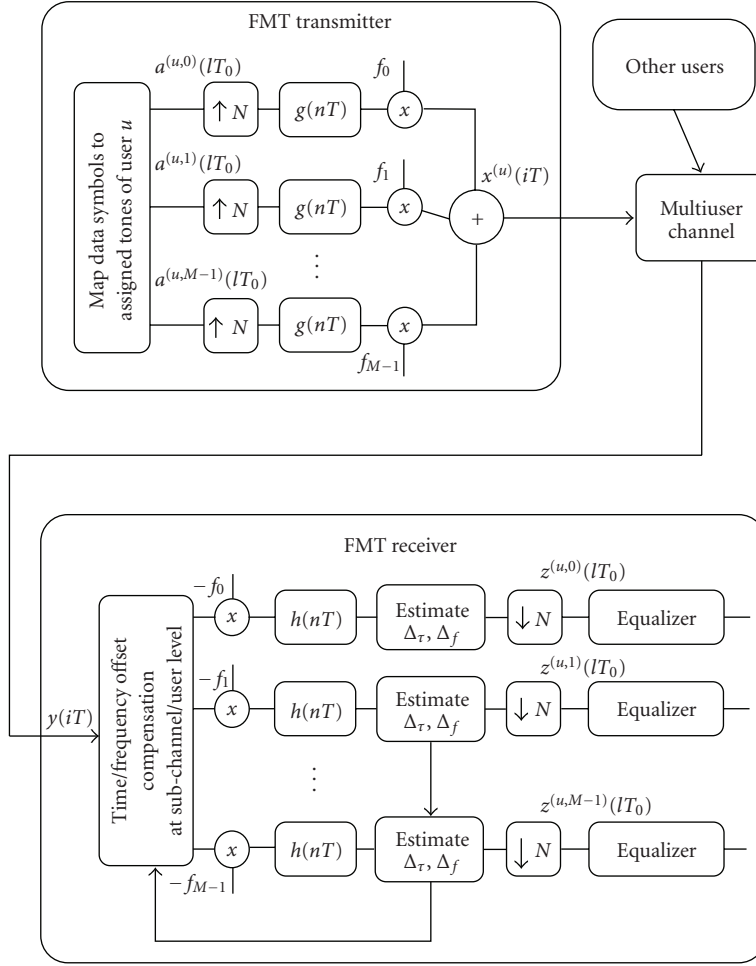 FMT transmitter
Map data symbols to
assigned tones of user u
a^{(u,0)}(lT_0)
↑ N
g(nT)
f_0
x
a^{(u,1)}(lT_0)
↑ N
g(nT)
f_1
x
⋮
a^{(u,M−1)}(lT_0)
↑ N
g(nT)
x
f_{M−1}
+
x^{(u)}(iT)
Other users
Multiuser
channel
FMT receiver
y(iT)
Time/frequency offset
compensation
at sub-channel/user level
−f_0
x
h(nT)
Estimate
Δ_τ, Δ_f
↓ N
z^{(u,0)}(lT_0)
Equalizer
−f_1
x
h(nT)
Estimate
Δ_τ, Δ_f
↓ N
z^{(u,1)}(lT_0)
Equalizer
⋮
x
−f_{M−1}
h(nT)
Estimate
Δ_τ, Δ_f
↓ N
z^{(u,M−1)}(lT_0)
Equalizer